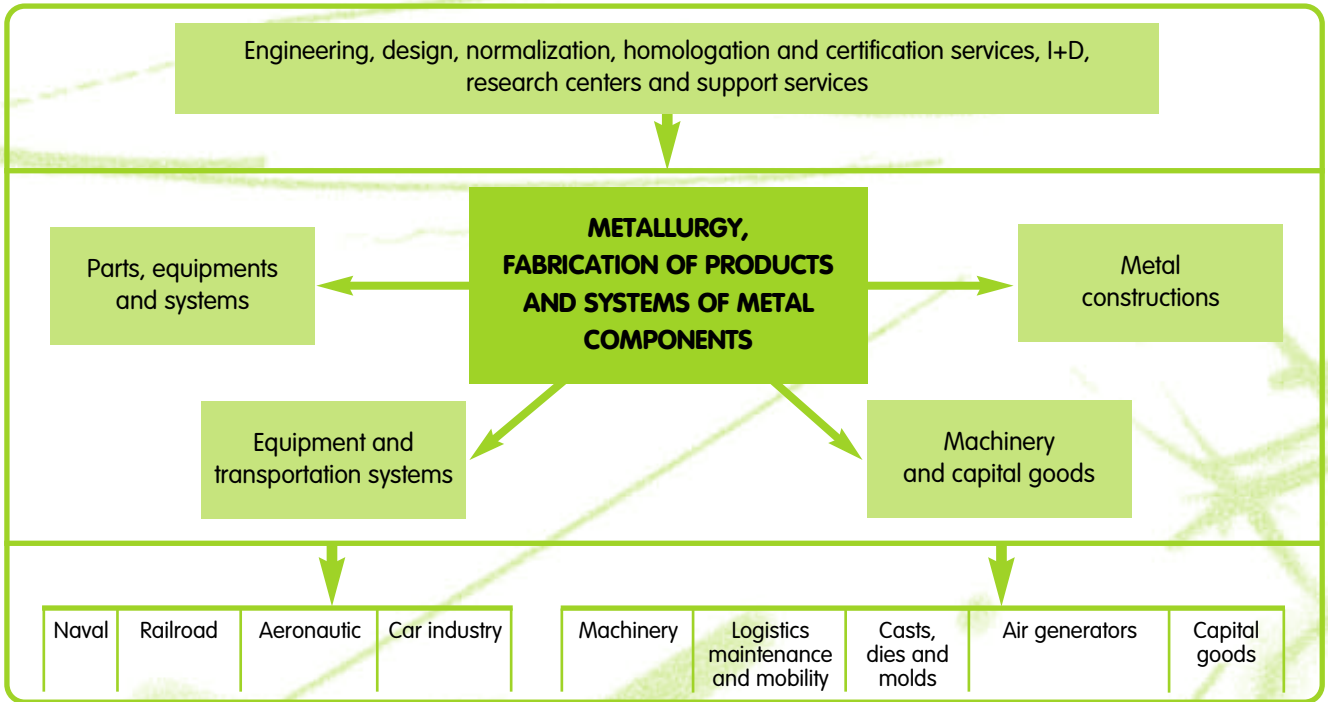 Engineering, design, normalization, homologation and certification services, I+D,
research centers and support services
METALLURGY,
FABRICATION OF PRODUCTS
AND SYSTEMS OF METAL
COMPONENTS
Parts, equipments
and systems
Metal
constructions
Equipment and
transportation systems
Machinery
and capital goods
Naval
Railroad
Aeronautic
Car industry
Machinery
Logistics
maintenance
and mobility
Casts,
dies and
molds
Air generators
Capital
goods